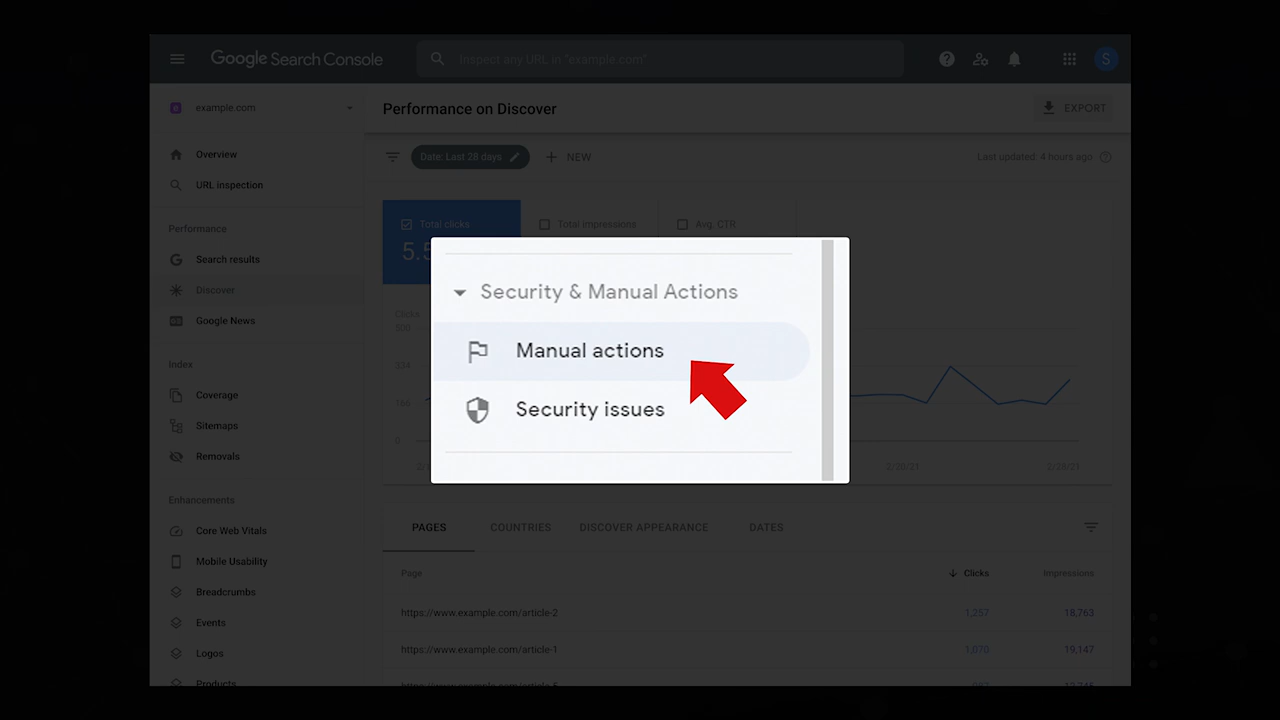 Google Search Console
Inspect any URL in "example.com"
S
example.com
Overview
URL inspection
Performance
Search results
Discover
Google News
Index
Coverage
Sitemaps
Removals
Enhancements
Core Web Vitals
Mobile Usability
Breadcrumbs
Events
Logos
Products
Performance on Discover
EXPORT
Date: Last 28 days
NEW
Last updated: 4 hours ago
Total clicks
Total impressions
Avg. CTR
Security & Manual Actions
Manual actions
Security issues
Clicks
500
334
166
0
2/20/21
2/28/21
PAGES COUNTRIES DISCOVER APPEARANCE DATES
Page Clicks Impressions
https://www.example.com/article-2 1,257 18,763
https://www.example.com/article-1 1,070 19,147